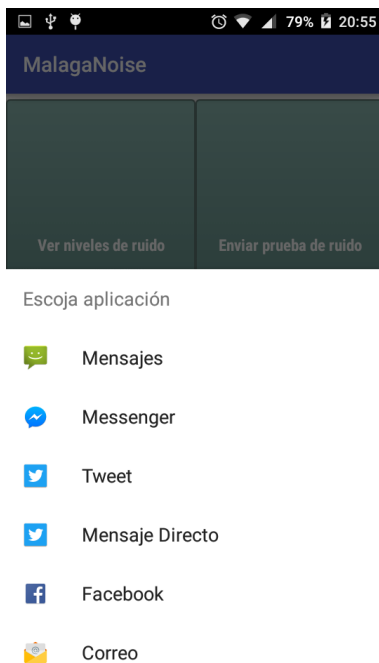 79% 20:55
MalagaNoise
Ver niveles de ruido Enviar prueba de ruido
Escoja aplicación
Mensajes
Messenger
Tweet
Mensaje Directo
Facebook
Correo